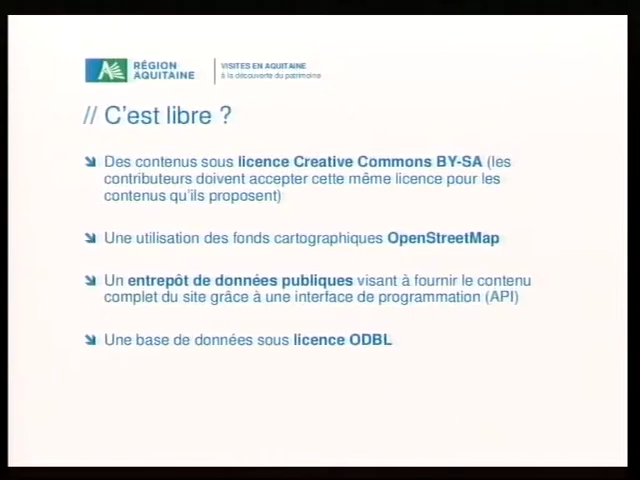 RÉGION
AQUITAINE
VISITES EN AQUITAINE
à la découverte du patrimoine
// C'est libre ?
Des contenus sous licence Creative Commons BY-SA (les
contributeurs doivent accepter cette même licence pour les
contenus qu'ils proposent)
Une utilisation des fonds cartographiques OpenStreetMap
Un entrepôt de données publiques visant à fournir le contenu
complet du site grâce à une interface de programmation (API)
Une base de données sous licence ODBL